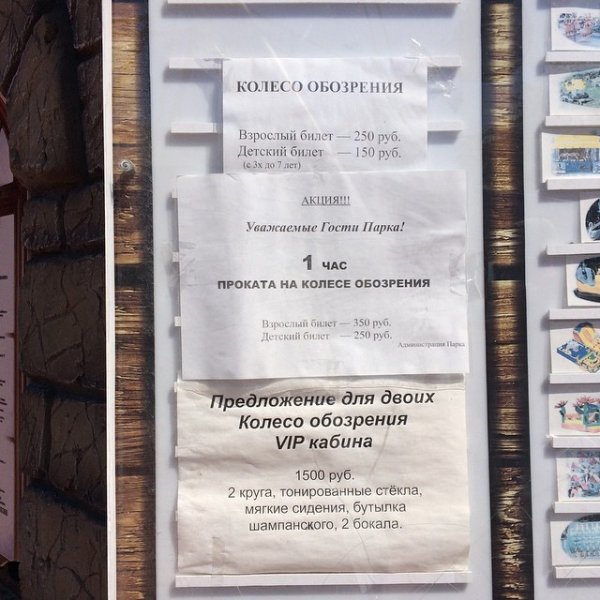 КОЛЕСО ОБОЗРЕНИЯ
Взрослый билет — 250 руб.
Детский билет — 150 руб.
(с 3х до 7 лет)
АКЦИЯ!!!
Уважаемые Гости Парка!
1 ЧАС
ПРОКАТА НА КОЛЕСЕ ОБОЗРЕНИЯ
Взрослый билет — 350 руб.
Детский билет — 250 руб.
Администрация Парка
Предложение для двоих
Колесо обозрения
VIP кабина
1500 руб.
2 круга, тонированные стёкла,
мягкие сидения, бутылка
шампанского, 2 бокала.